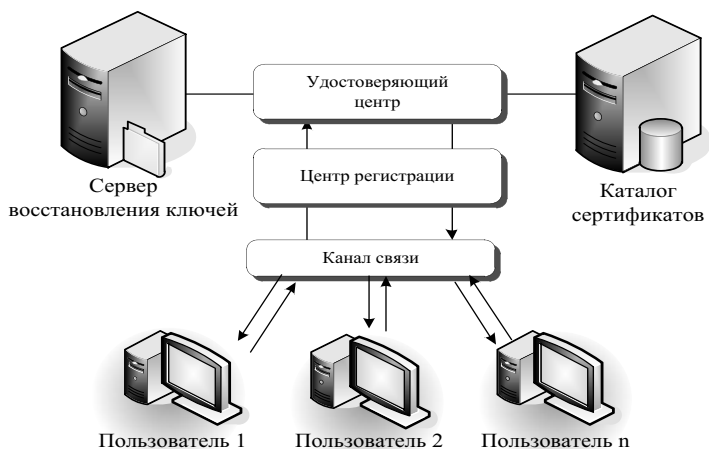 Удостоверяющий
центр
Центр регистрации
Сервер
восстановления ключей
Каталог
сертификатов
Канал связи
Пользователь 1
Пользователь 2
Пользователь n